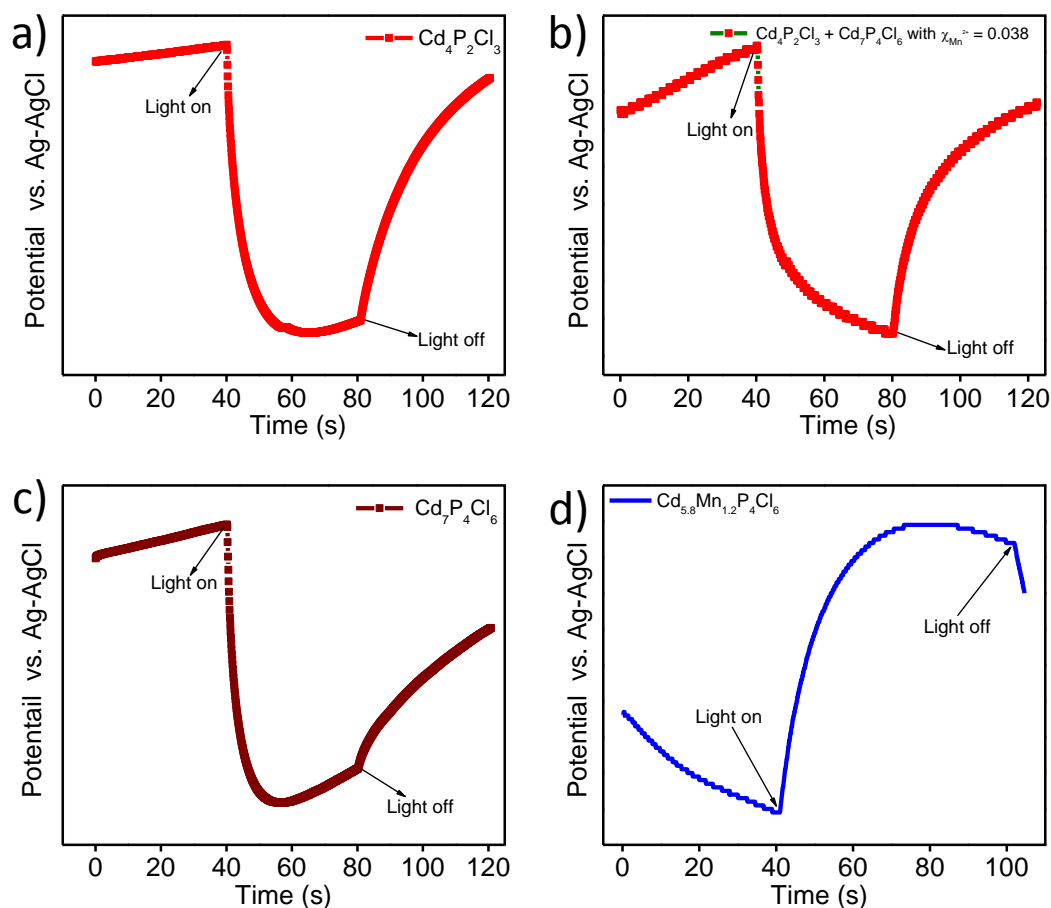 a)
Cd₄P₂Cl₃
Light on
Light off
Potential vs. Ag-AgCl
0 20 40 60 80 100 120
Time (s)
b)
Cd₄P₂Cl₃ + Cd₇P₄Cl₆ with χMn²⁺ = 0.038
Light on
Light off
Potential vs. Ag-AgCl
0 20 40 60 80 100 120
Time (s)
c)
Cd₇P₄Cl₆
Light on
Light off
Potentail vs. Ag-AgCl
0 20 40 60 80 100 120
Time (s)
d)
Cd₅.₈Mn₁.₂P₄Cl₆
Light on
Light off
Potential vs. Ag-AgCl
0 20 40 60 80 100
Time (s)